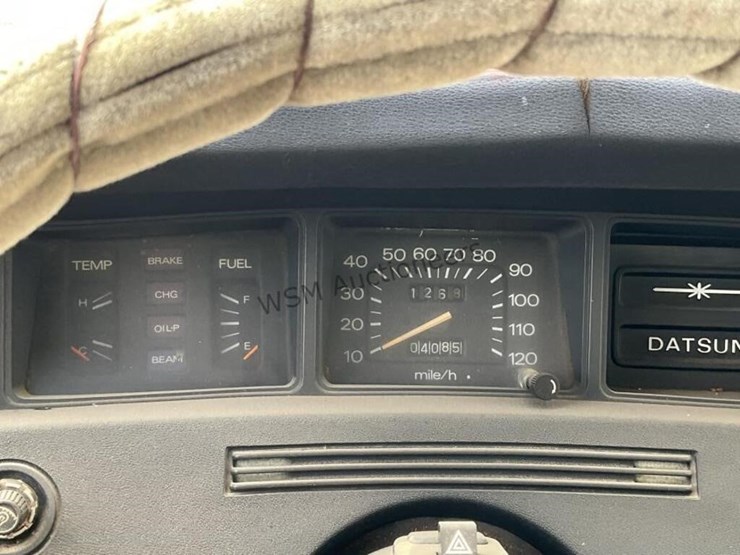 TEMP
H
C
BRAKE
CHG
OIL-P
BEAM
FUEL
F
E
10 20 30 40 50 60 70 80 90 100 110 120
1268
04085
mile/h
WSM Auctioneers
DATSUN